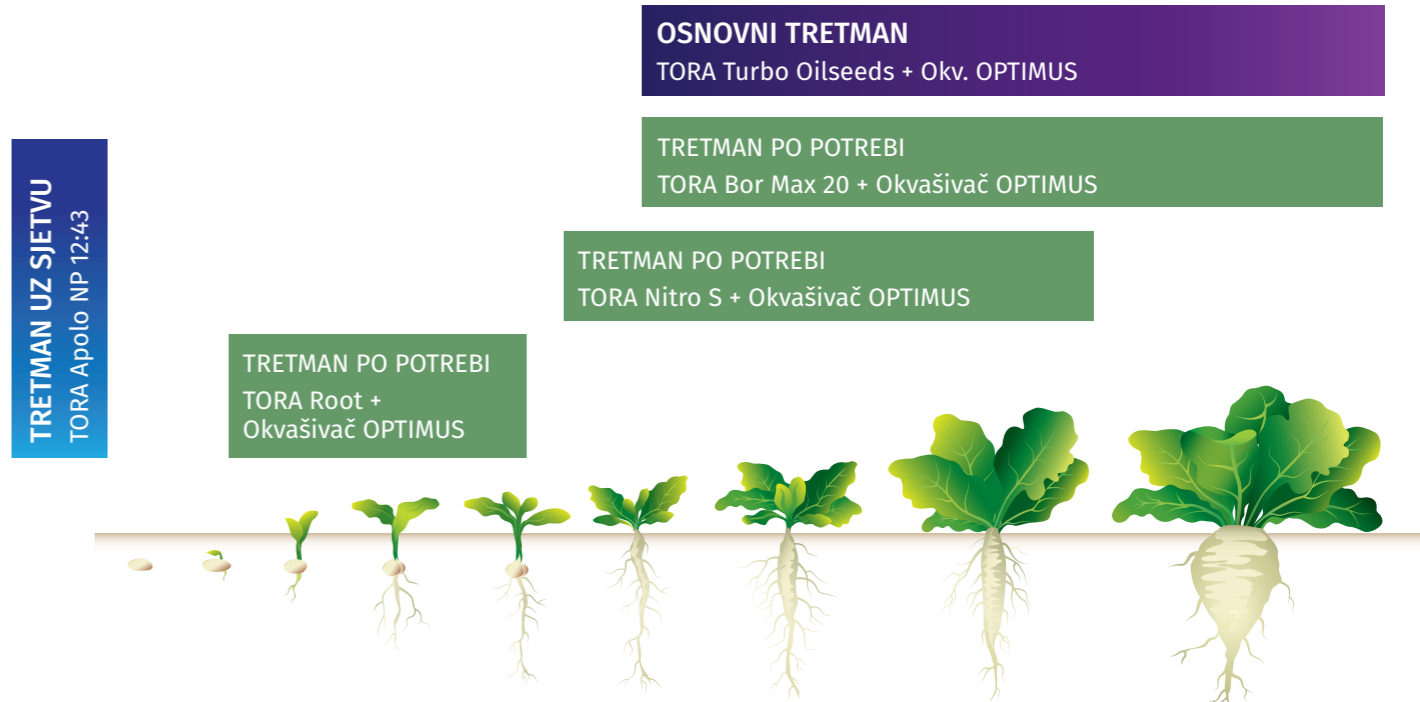 OSNOVNI TRETMAN
TORA Turbo Oilseeds + Okv. OPTIMUS
TRETMAN PO POTREBI
TORA Bor Max 20 + Okvašivač OPTIMUS
TRETMAN UZ SJETVU
TORA Apolo NP 12:43
TRETMAN PO POTREBI
TORA Nitro S + Okvašivač OPTIMUS
TRETMAN PO POTREBI
TORA Root +
Okvašivač OPTIMUS